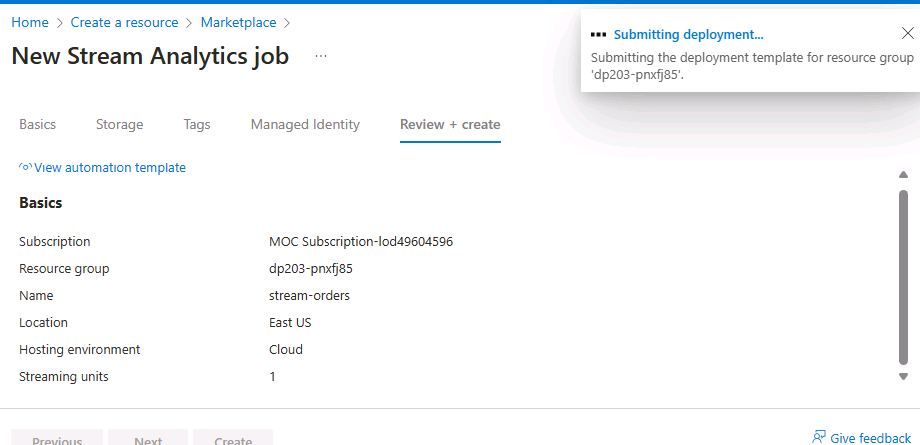 Home > Create a resource > Marketplace >
New Stream Analytics job ...
Submitting deployment...
Submitting the deployment template for resource group
'dp203-pnxfj85'.
Basics Storage Tags Managed Identity Review + create
View automation template
Basics
Subscription MOC Subscription-lod49604596
Resource group dp203-pnxfj85
Name stream-orders
Location East US
Hosting environment Cloud
Streaming units 1
Previous Next Create
Give feedback